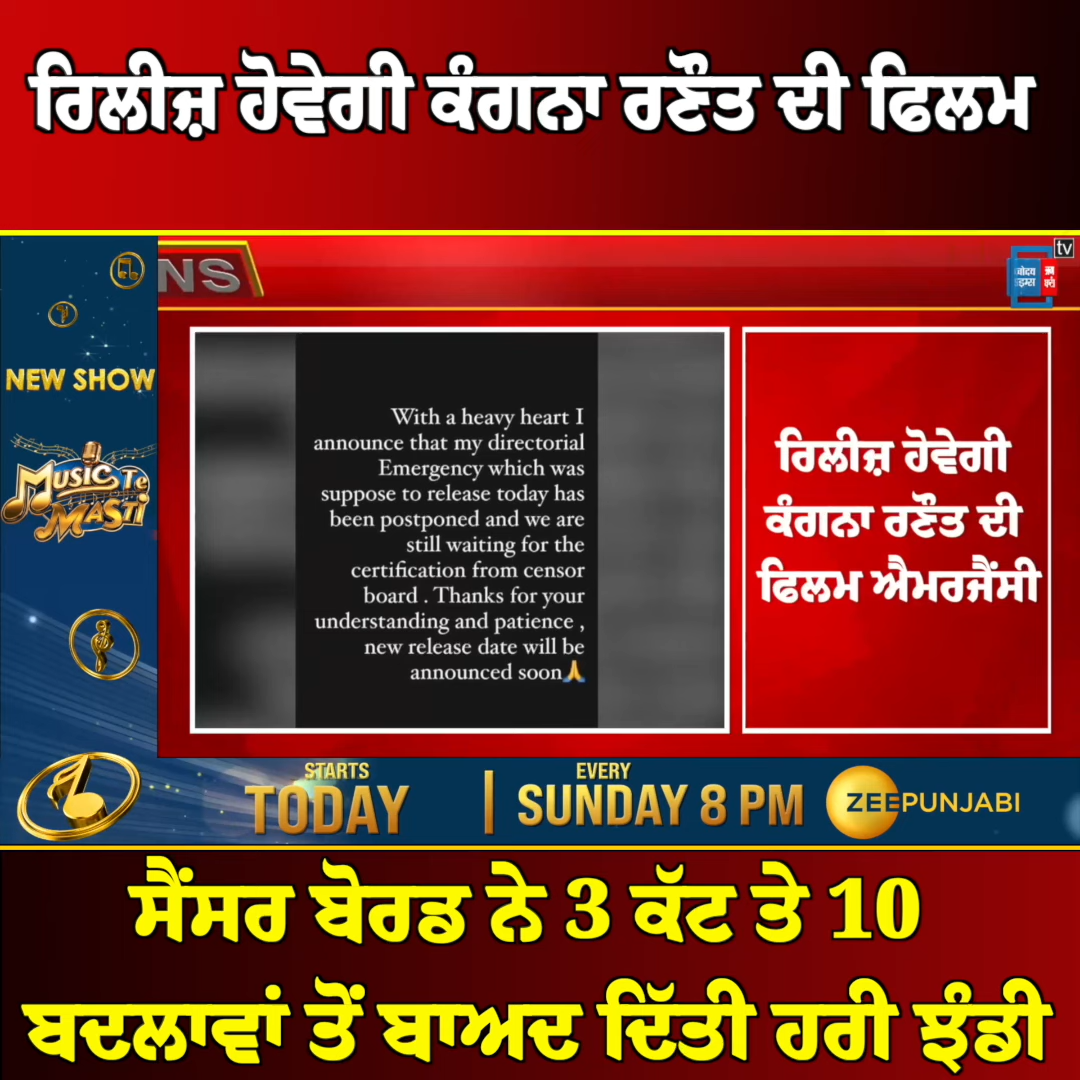 ਰਿਲੀਜ਼ ਹੋਵੇਗੀ ਕੰਗਨਾ ਰਣੌਤ ਦੀ ਫਿਲਮ
NS
tv
NEW SHOW
MUSIC TE
MASTI
With a heavy heart I
announce that my directorial
Emergency which was
suppose to release today has
been postponed and we are
still waiting for the
certification from censor
board . Thanks for your
understanding and patience ,
new release date will be
announced soon🙏
ਰਿਲੀਜ਼ ਹੋਵੇਗੀ
ਕੰਗਨਾ ਰਣੌਤ ਦੀ
ਫਿਲਮ ਐਮਰਜੈਂਸੀ
STARTS
TODAY
EVERY
SUNDAY 8 PM
ZEEPUNJABI
ਸੈਂਸਰ ਬੋਰਡ ਨੇ 3 ਕੱਟ ਤੇ 10
ਬਦਲਾਵਾਂ ਤੋਂ ਬਾਅਦ ਦਿੱਤੀ ਹਰੀ ਝੰਡੀ